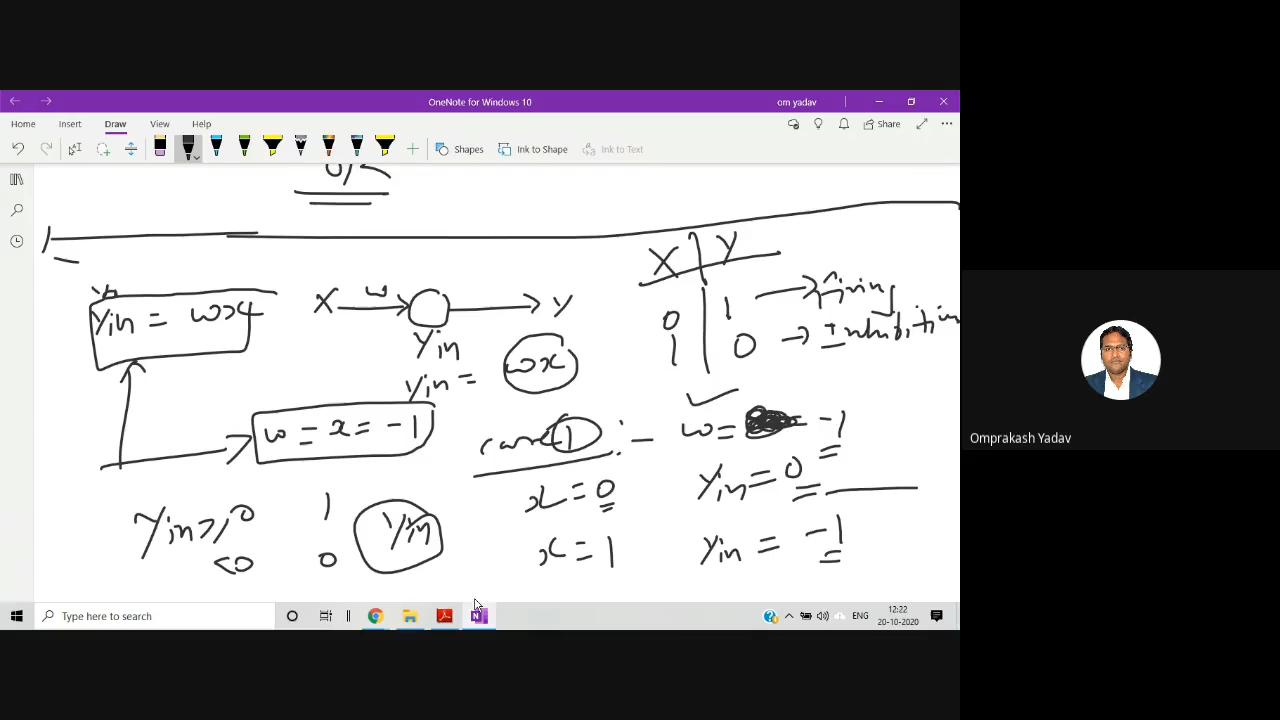 OneNote for Windows 10
om yadav
Home Insert Draw View Help
Share
Shapes Ink to Shape Ink to Text
X Y
0 1 → firing
1 0 → Inhibition
Yin = wx
X w Y
Yin
Yin = wx
w = x = -1
case 1 :- w = -1
x = 0 Yin = 0
x = 1 Yin = -1
Yin ≥ 0 1 Yin
<0 0
Omprakash Yadav
Type here to search
N
ENG
12:22
20-10-2020